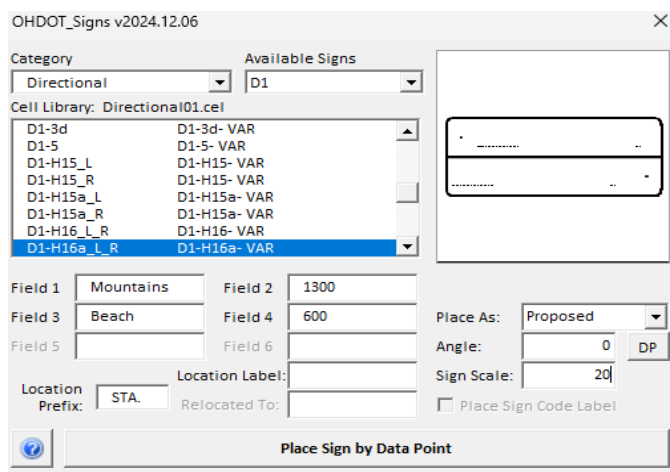 OHDOT_Signs v2024.12.06
Category Available Signs
Directional D1
Cell Library: Directional01.cel
D1-3d D1-3d- VAR
D1-5 D1-5- VAR
D1-H15_L D1-H15- VAR
D1-H15_R D1-H15- VAR
D1-H15a_L D1-H15a- VAR
D1-H15a_R D1-H15a- VAR
D1-H16_L_R D1-H16- VAR
D1-H16a_L_R D1-H16a- VAR
Field 1 Mountains Field 2 1300
Field 3 Beach Field 4 600 Place As: Proposed
Field 5 Field 6 Angle: 0 DP
Location Label: Sign Scale: 20
Location Prefix: STA. Relocated To: Place Sign Code Label
Place Sign by Data Point